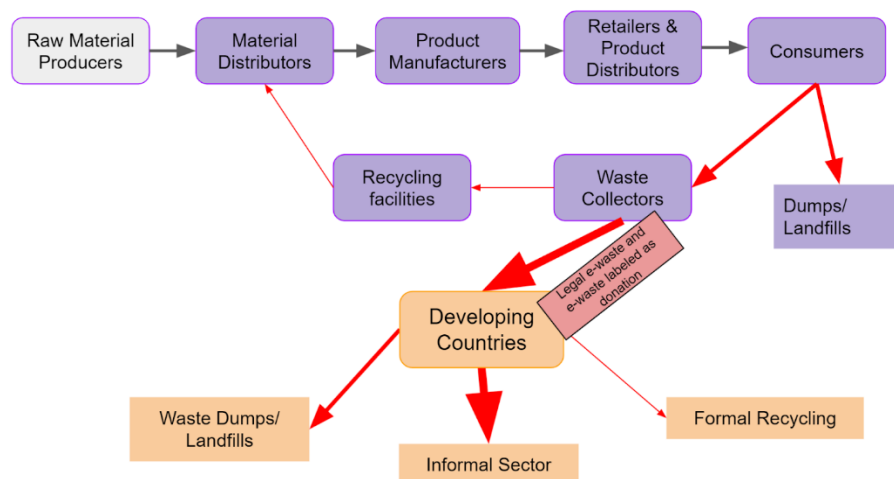 Raw Material
Producers
Material
Distributors
Product
Manufacturers
Retailers &
Product
Distributors
Consumers
Recycling
facilities
Waste
Collectors
Dumps/
Landfills
Legal e-waste and
e-waste labeled as
donation
Developing
Countries
Waste Dumps/
Landfills
Informal Sector
Formal Recycling